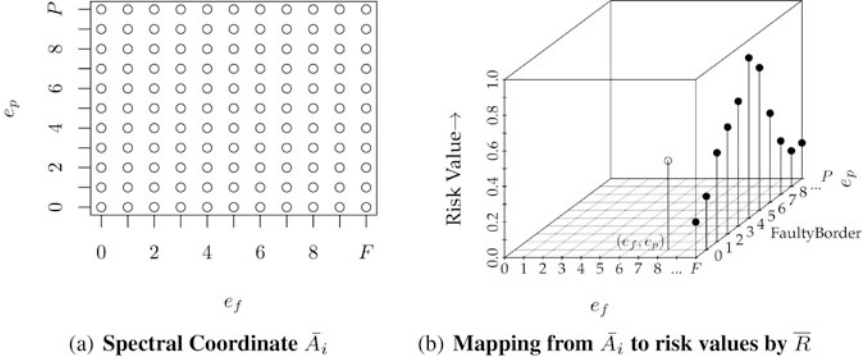 P
8
6
4
2
0
e_p
0 2 4 6 8 F
e_f
(a) Spectral Coordinate Ā_i
1.0
0.8
0.6
0.4
0.2
0.0
Risk Value→
(e_f, e_p)
0 1 2 3 4 5 6 7 8 ... F
e_f
0 1 2 3 4 5 6 7 8 ... P
e_p
FaultyBorder
(b) Mapping from Ā_i to risk values by R̅